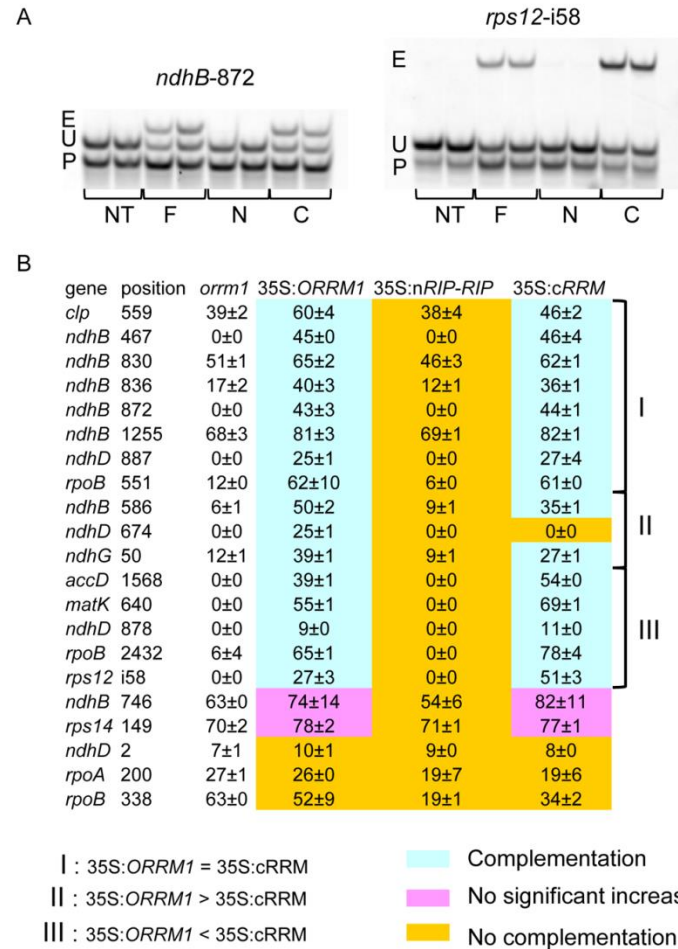 A
ndhB-872
rps12-i58
E
U
P
NT F N C
E
U
P
NT F N C
B
gene position orrm1 35S:ORRM1 35S:nRIP-RIP 35S:cRRM
clp 559 39±2 60±4 38±4 46±2
ndhB 467 0±0 45±0 0±0 46±4
ndhB 830 51±1 65±2 46±3 62±1
ndhB 836 17±2 40±3 12±1 36±1
ndhB 872 0±0 43±3 0±0 44±1
ndhB 1255 68±3 81±3 69±1 82±1
ndhD 887 0±0 25±1 0±0 27±4
rpoB 551 12±0 62±10 6±0 61±0
ndhB 586 6±1 50±2 9±1 35±1
ndhD 674 0±0 25±1 0±0 0±0
ndhG 50 12±1 39±1 9±1 27±1
accD 1568 0±0 39±1 0±0 54±0
matK 640 0±0 55±1 0±0 69±1
ndhD 878 0±0 9±0 0±0 11±0
rpoB 2432 6±4 65±1 0±0 78±4
rps12 i58 0±0 27±3 0±0 51±3
ndhB 746 63±0 74±14 54±6 82±11
rps14 149 70±2 78±2 71±1 77±1
ndhD 2 7±1 10±1 9±0 8±0
rpoA 200 27±1 26±0 19±7 19±6
rpoB 338 63±0 52±9 19±1 34±2
I
II
III
I : 35S:ORRM1 = 35S:cRRM
II : 35S:ORRM1 > 35S:cRRM
III : 35S:ORRM1 < 35S:cRRM
Complementation
No significant increas
No complementation